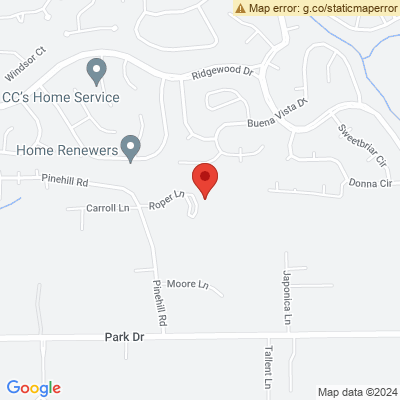 Map error: g.co/staticmaperror
Windsor Ct
Ridgewood Dr
CC's Home Service
Buena Vista Dr
Sweetbriar Cir
Home Renewers
Pinehill Rd
Donna Cir
Roper Ln
Carroll Ln
Moore Ln
Japonica Ln
Pinehill Rd
Park Dr
Tallent Ln
Google
Map data ©2024